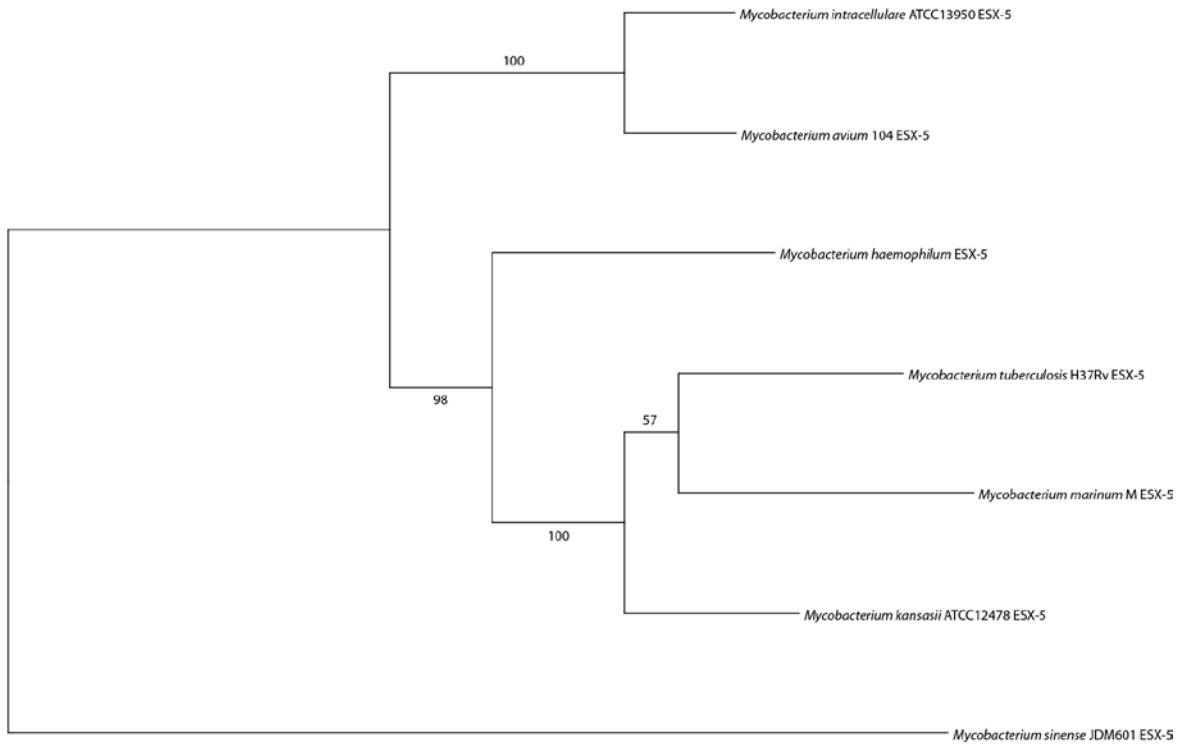 Mycobacterium intracellulare ATCC13950 ESX-5
100
Mycobacterium avium 104 ESX-5
Mycobacterium haemophilum ESX-5
Mycobacterium tuberculosis H37Rv ESX-5
98
57
Mycobacterium marinum M ESX-5
100
Mycobacterium kansasii ATCC12478 ESX-5
Mycobacterium sinense JDM601 ESX-5